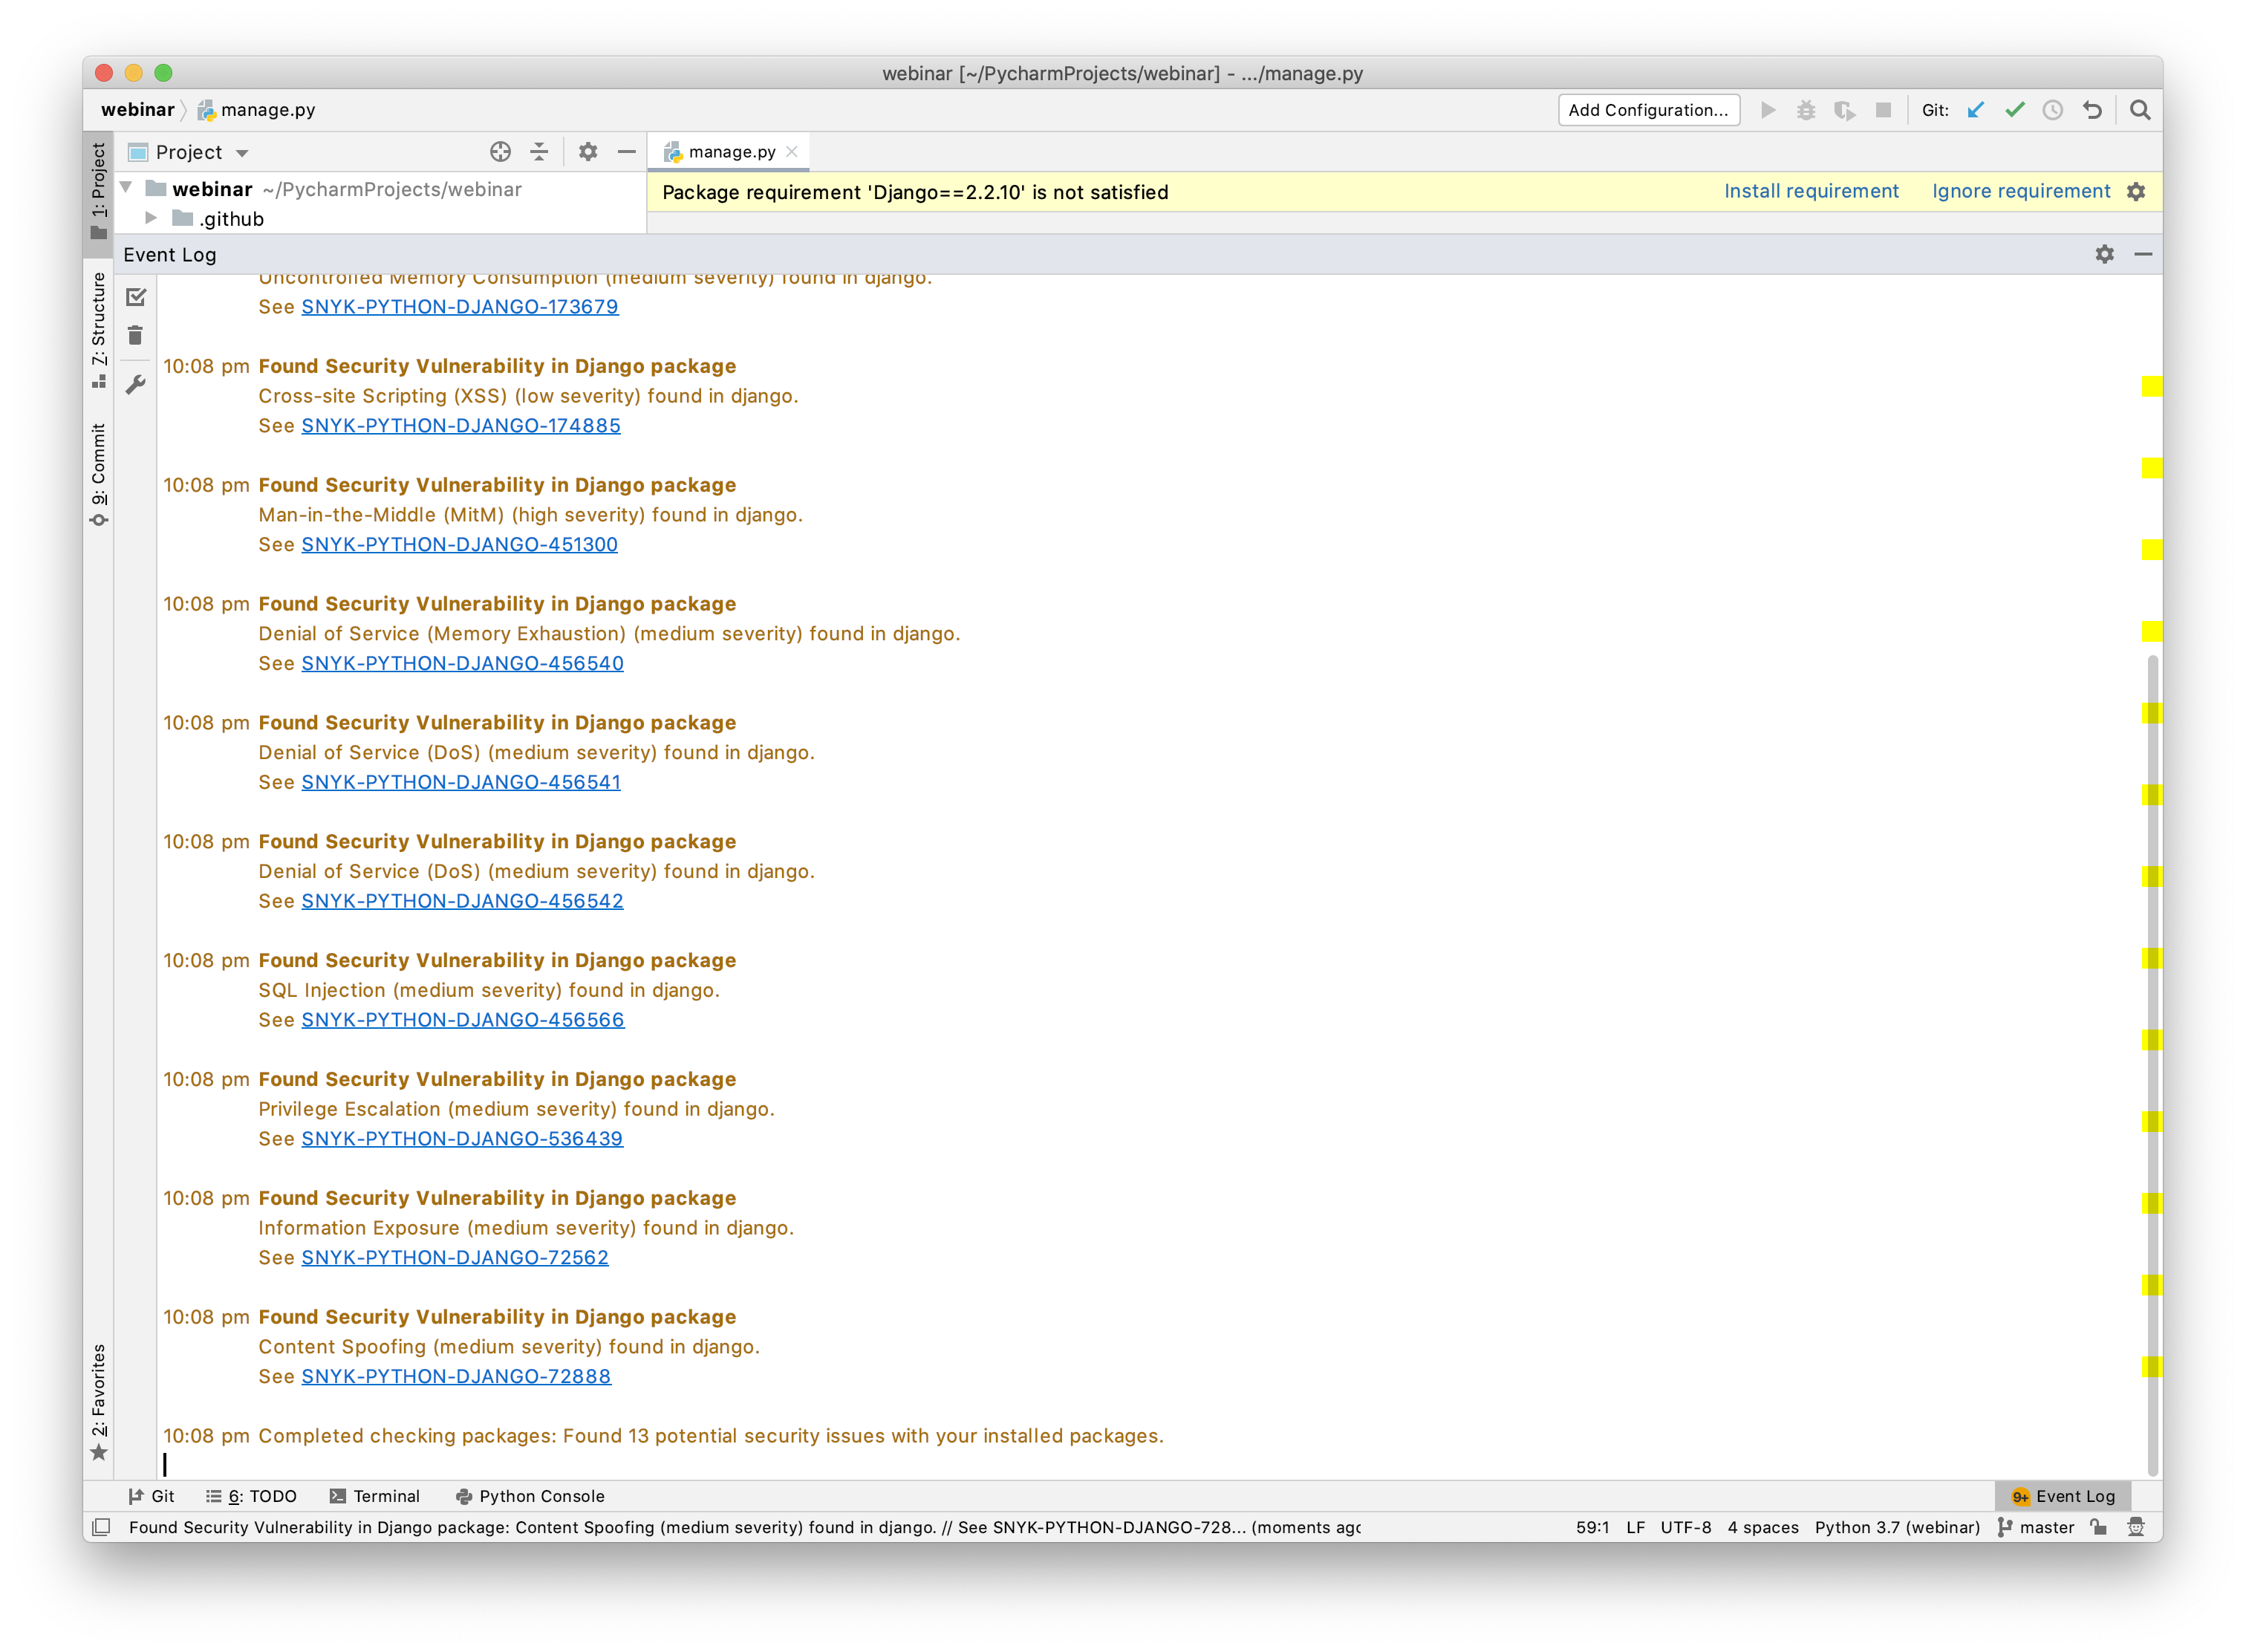 webinar [~/PycharmProjects/webinar] - .../manage.py
webinar manage.py
Add Configuration...
Git:
1: Project
Project
manage.py
webinar ~/PycharmProjects/webinar
Package requirement 'Django==2.2.10' is not satisfied
Install requirement
Ignore requirement
.github
Event Log
Z: Structure
9: Commit
2: Favorites
Uncontrolled Memory Consumption (medium severity) found in django.
See SNYK-PYTHON-DJANGO-173679
10:08 pm Found Security Vulnerability in Django package
Cross-site Scripting (XSS) (low severity) found in django.
See SNYK-PYTHON-DJANGO-174885
10:08 pm Found Security Vulnerability in Django package
Man-in-the-Middle (MitM) (high severity) found in django.
See SNYK-PYTHON-DJANGO-451300
10:08 pm Found Security Vulnerability in Django package
Denial of Service (Memory Exhaustion) (medium severity) found in django.
See SNYK-PYTHON-DJANGO-456540
10:08 pm Found Security Vulnerability in Django package
Denial of Service (DoS) (medium severity) found in django.
See SNYK-PYTHON-DJANGO-456541
10:08 pm Found Security Vulnerability in Django package
Denial of Service (DoS) (medium severity) found in django.
See SNYK-PYTHON-DJANGO-456542
10:08 pm Found Security Vulnerability in Django package
SQL Injection (medium severity) found in django.
See SNYK-PYTHON-DJANGO-456566
10:08 pm Found Security Vulnerability in Django package
Privilege Escalation (medium severity) found in django.
See SNYK-PYTHON-DJANGO-536439
10:08 pm Found Security Vulnerability in Django package
Information Exposure (medium severity) found in django.
See SNYK-PYTHON-DJANGO-72562
10:08 pm Found Security Vulnerability in Django package
Content Spoofing (medium severity) found in django.
See SNYK-PYTHON-DJANGO-72888
10:08 pm Completed checking packages: Found 13 potential security issues with your installed packages.
Git 6: TODO Terminal Python Console 9+ Event Log
Found Security Vulnerability in Django package: Content Spoofing (medium severity) found in django. // See SNYK-PYTHON-DJANGO-728... (moments ago 59:1 LF UTF-8 4 spaces Python 3.7 (webinar) master